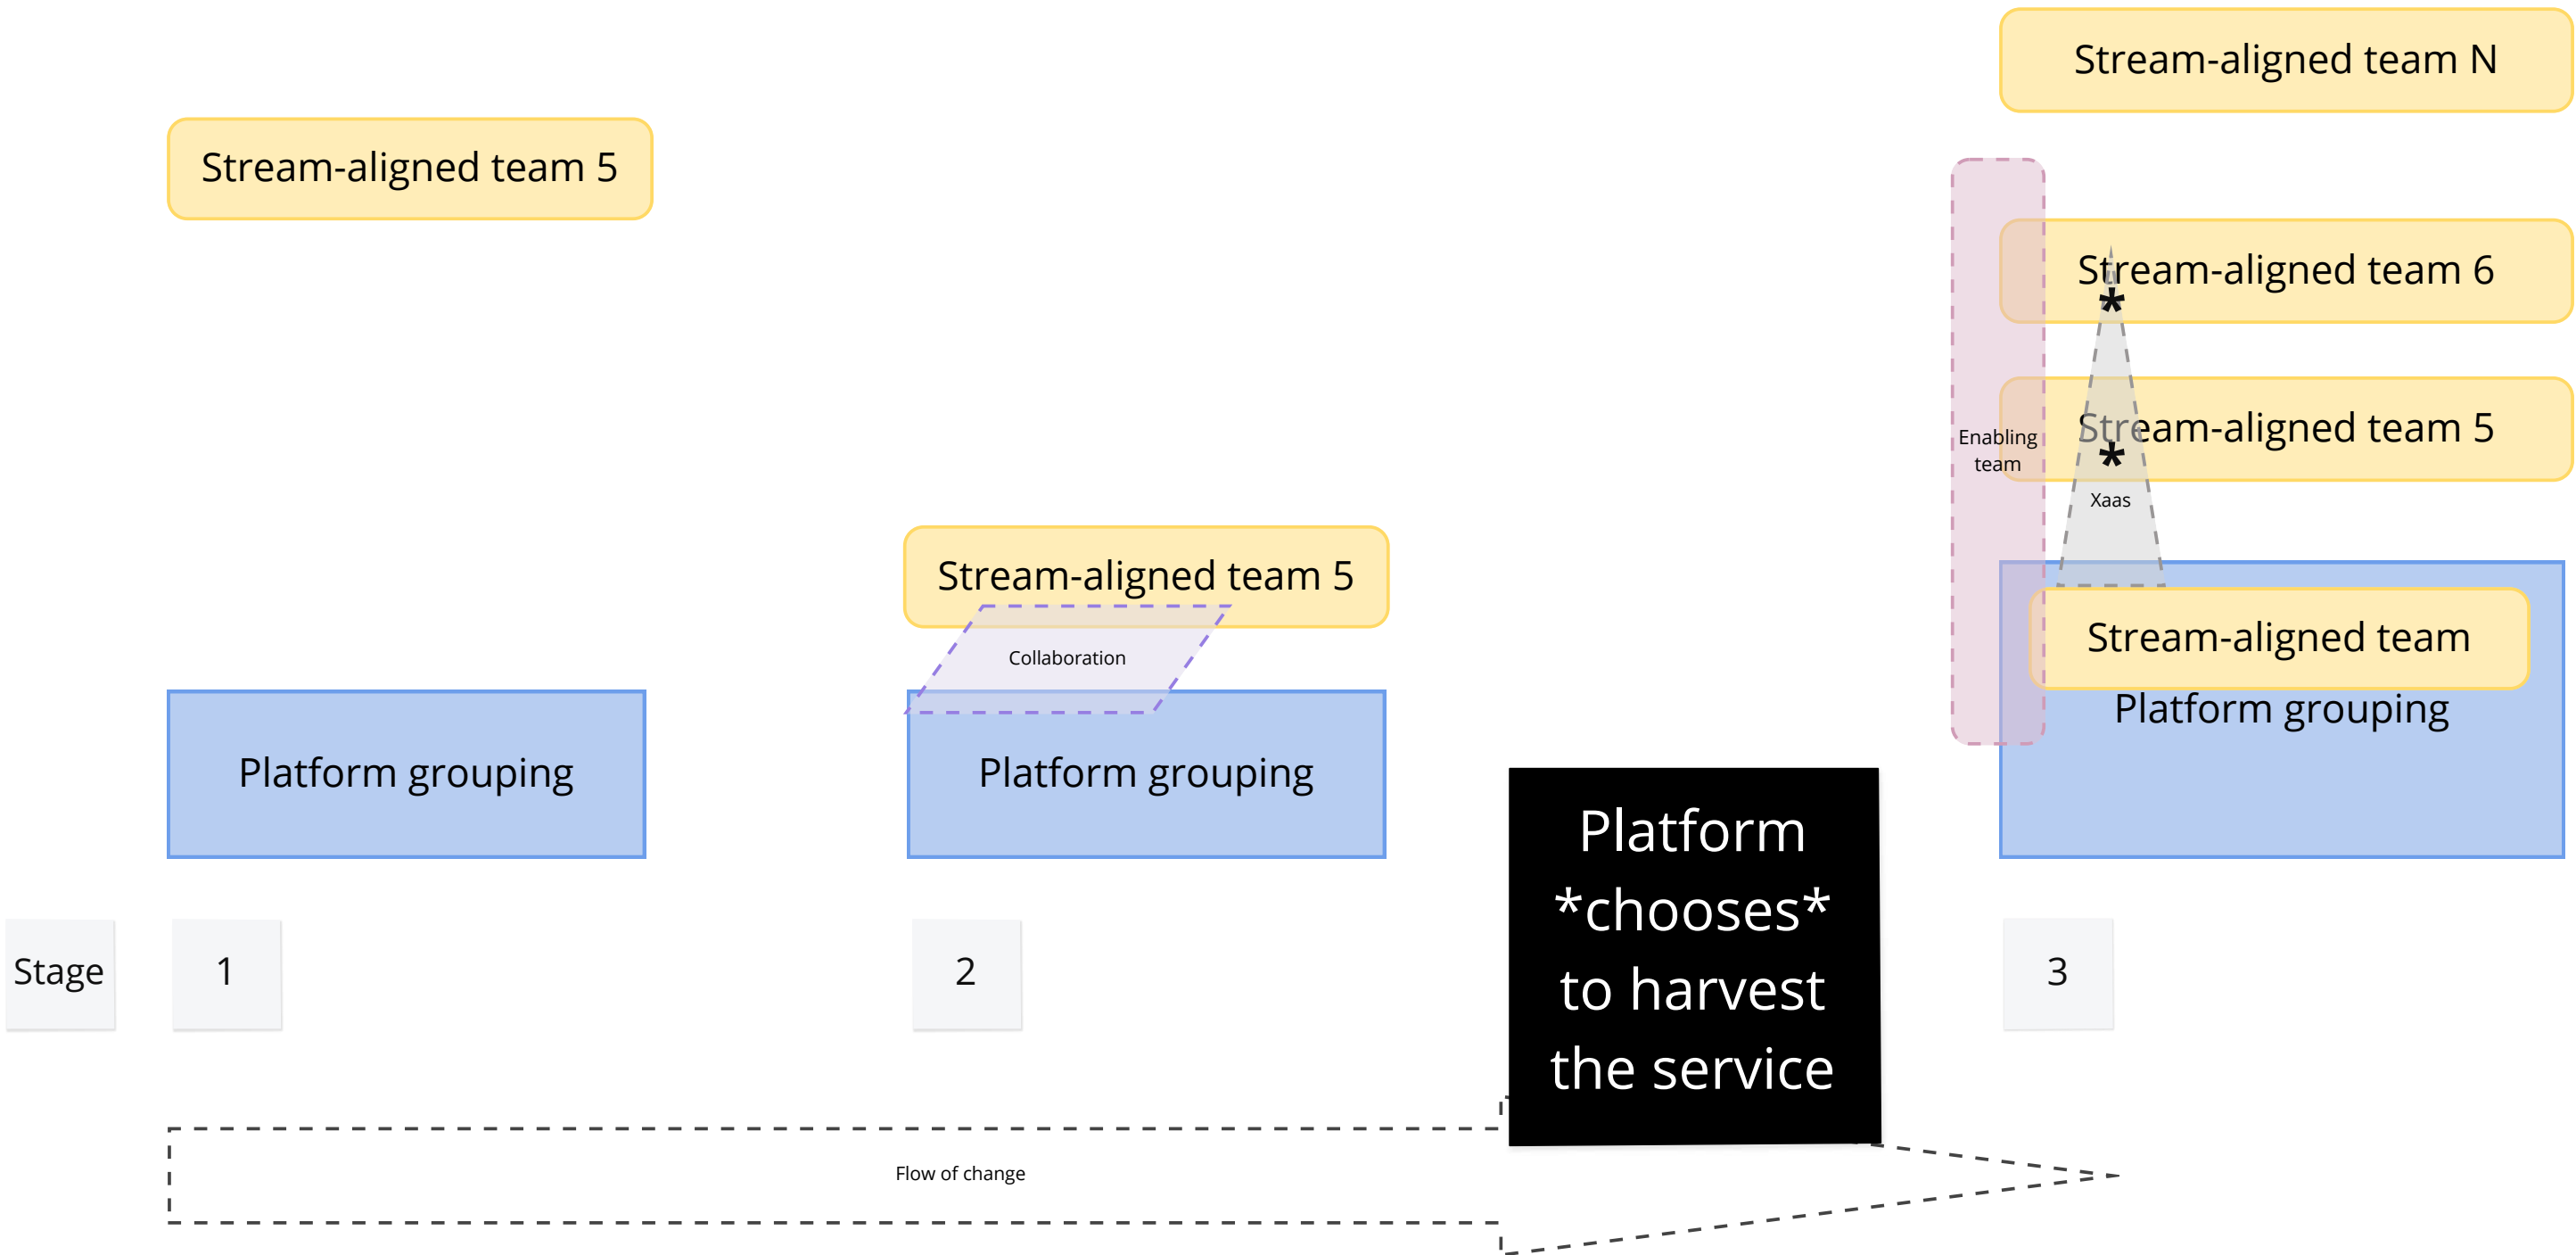 Stream-aligned team N
Stream-aligned team 5
Stream-aligned team 6
*
Stream-aligned team 5
*
Enabling
team
Xaas
Stream-aligned team 5
Collaboration
Stream-aligned team
Platform grouping
Platform grouping
Platform grouping
Platform
*chooses*
to harvest
the service
Stage
1
2
3
Flow of change